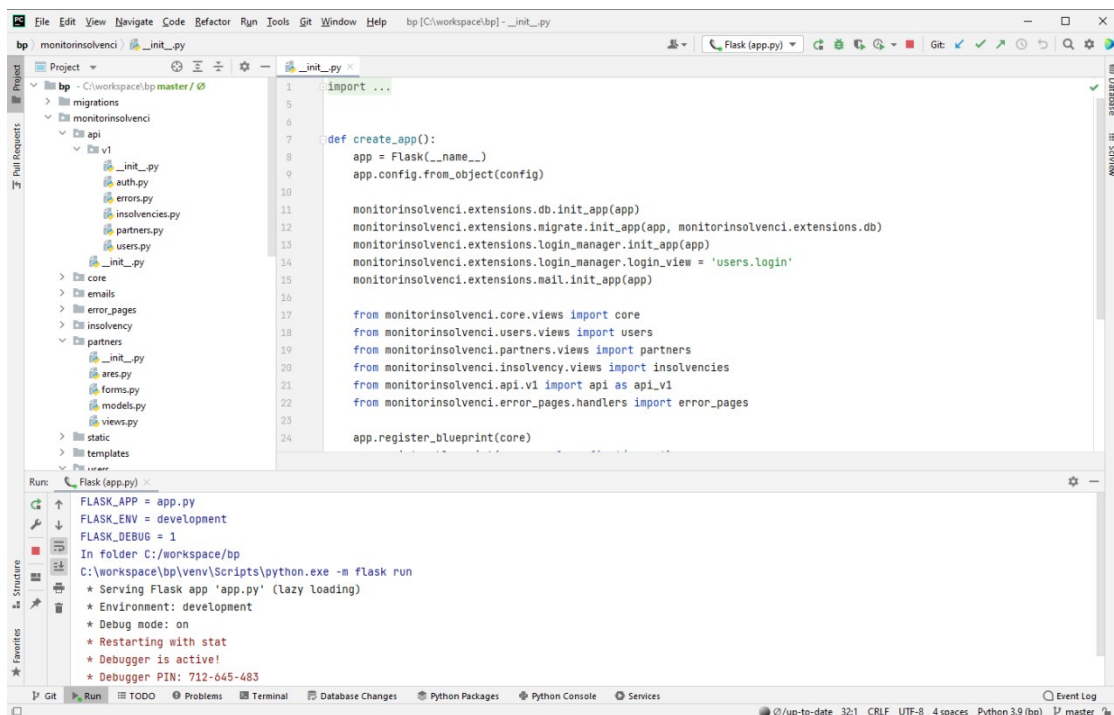 File Edit View Navigate Code Refactor Run Tools Git Window Help bp [C:\workspace\bp] - __init__.py
bp monitorinsolvenci __init__.py Flask (app.py) Git:
Project
__init__.py
Project
Pull Requests
bp - C:\workspace\bp master / Ø
migrations
monitorinsolvenci
api
v1
__init__.py
auth.py
errors.py
insolvencies.py
partners.py
users.py
__init__.py
core
emails
error_pages
insolvency
partners
__init__.py
ares.py
forms.py
models.py
views.py
static
templates
users
1 import ...
5
6
7 def create_app():
8 app = Flask(__name__)
9 app.config.from_object(config)
10
11 monitorinsolvenci.extensions.db.init_app(app)
12 monitorinsolvenci.extensions.migrate.init_app(app, monitorinsolvenci.extensions.db)
13 monitorinsolvenci.extensions.login_manager.init_app(app)
14 monitorinsolvenci.extensions.login_manager.login_view = 'users.login'
15 monitorinsolvenci.extensions.mail.init_app(app)
16
17 from monitorinsolvenci.core.views import core
18 from monitorinsolvenci.users.views import users
19 from monitorinsolvenci.partners.views import partners
20 from monitorinsolvenci.insolvency.views import insolvencies
21 from monitorinsolvenci.api.v1 import api as api_v1
22 from monitorinsolvenci.error_pages.handlers import error_pages
23
24 app.register_blueprint(core)
Database
SciView
Run: Flask (app.py)
FLASK_APP = app.py
FLASK_ENV = development
FLASK_DEBUG = 1
In folder C:/workspace/bp
C:\workspace\bp\venv\Scripts\python.exe -m flask run
* Serving Flask app 'app.py' (lazy loading)
* Environment: development
* Debug mode: on
* Restarting with stat
* Debugger is active!
* Debugger PIN: 712-645-483
Structure
Favorites
Git Run TODO Problems Terminal Database Changes Python Packages Python Console Services Event Log
Ø/up-to-date 32:1 CRLF UTF-8 4 spaces Python 3.9 (bp) master